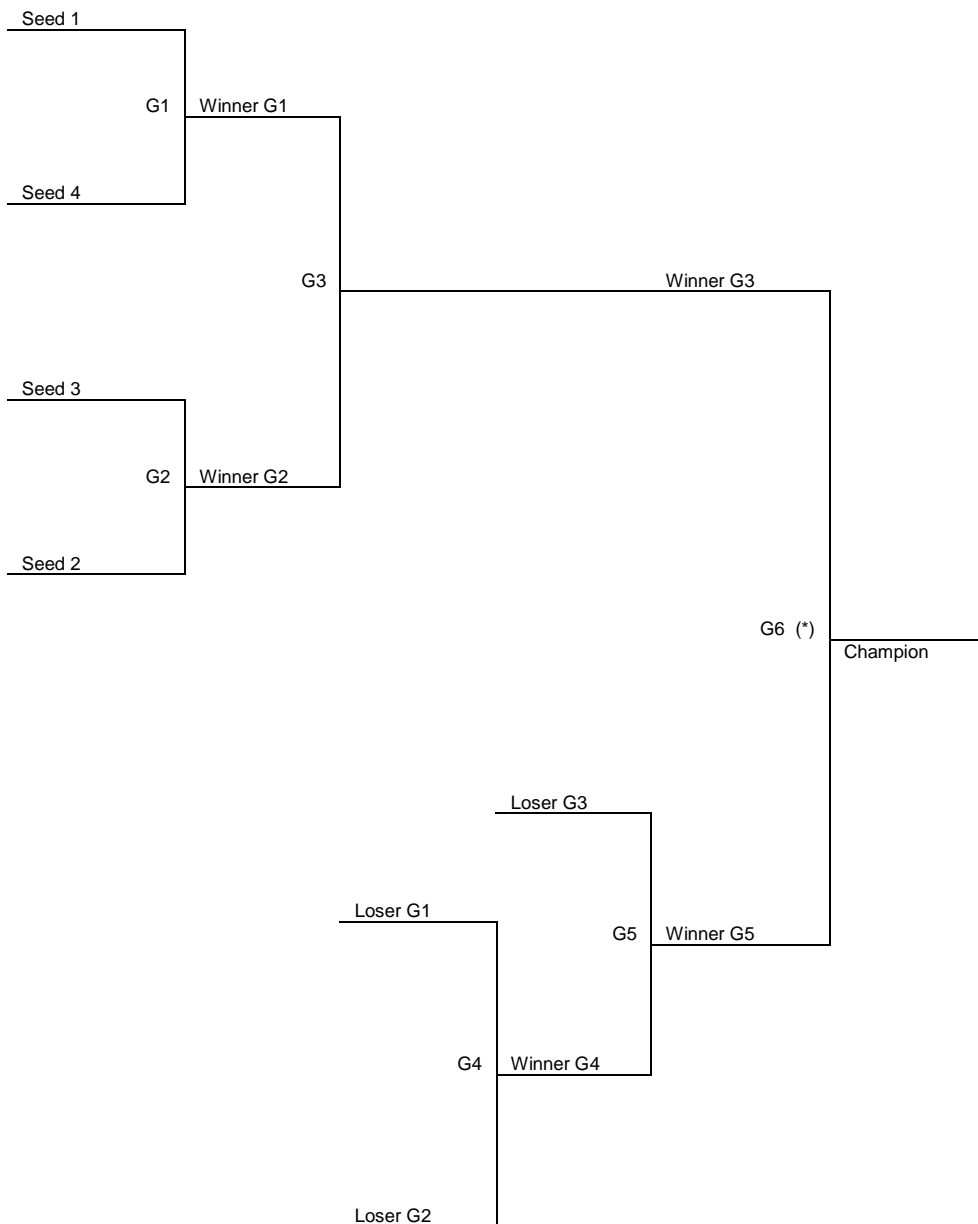 Seed 1
G1 Winner G1
Seed 4
G3 Winner G3
Seed 3
G2 Winner G2
Seed 2
G6 (*)
Champion
Loser G3
Loser G1
G5 Winner G5
G4 Winner G4
Loser G2